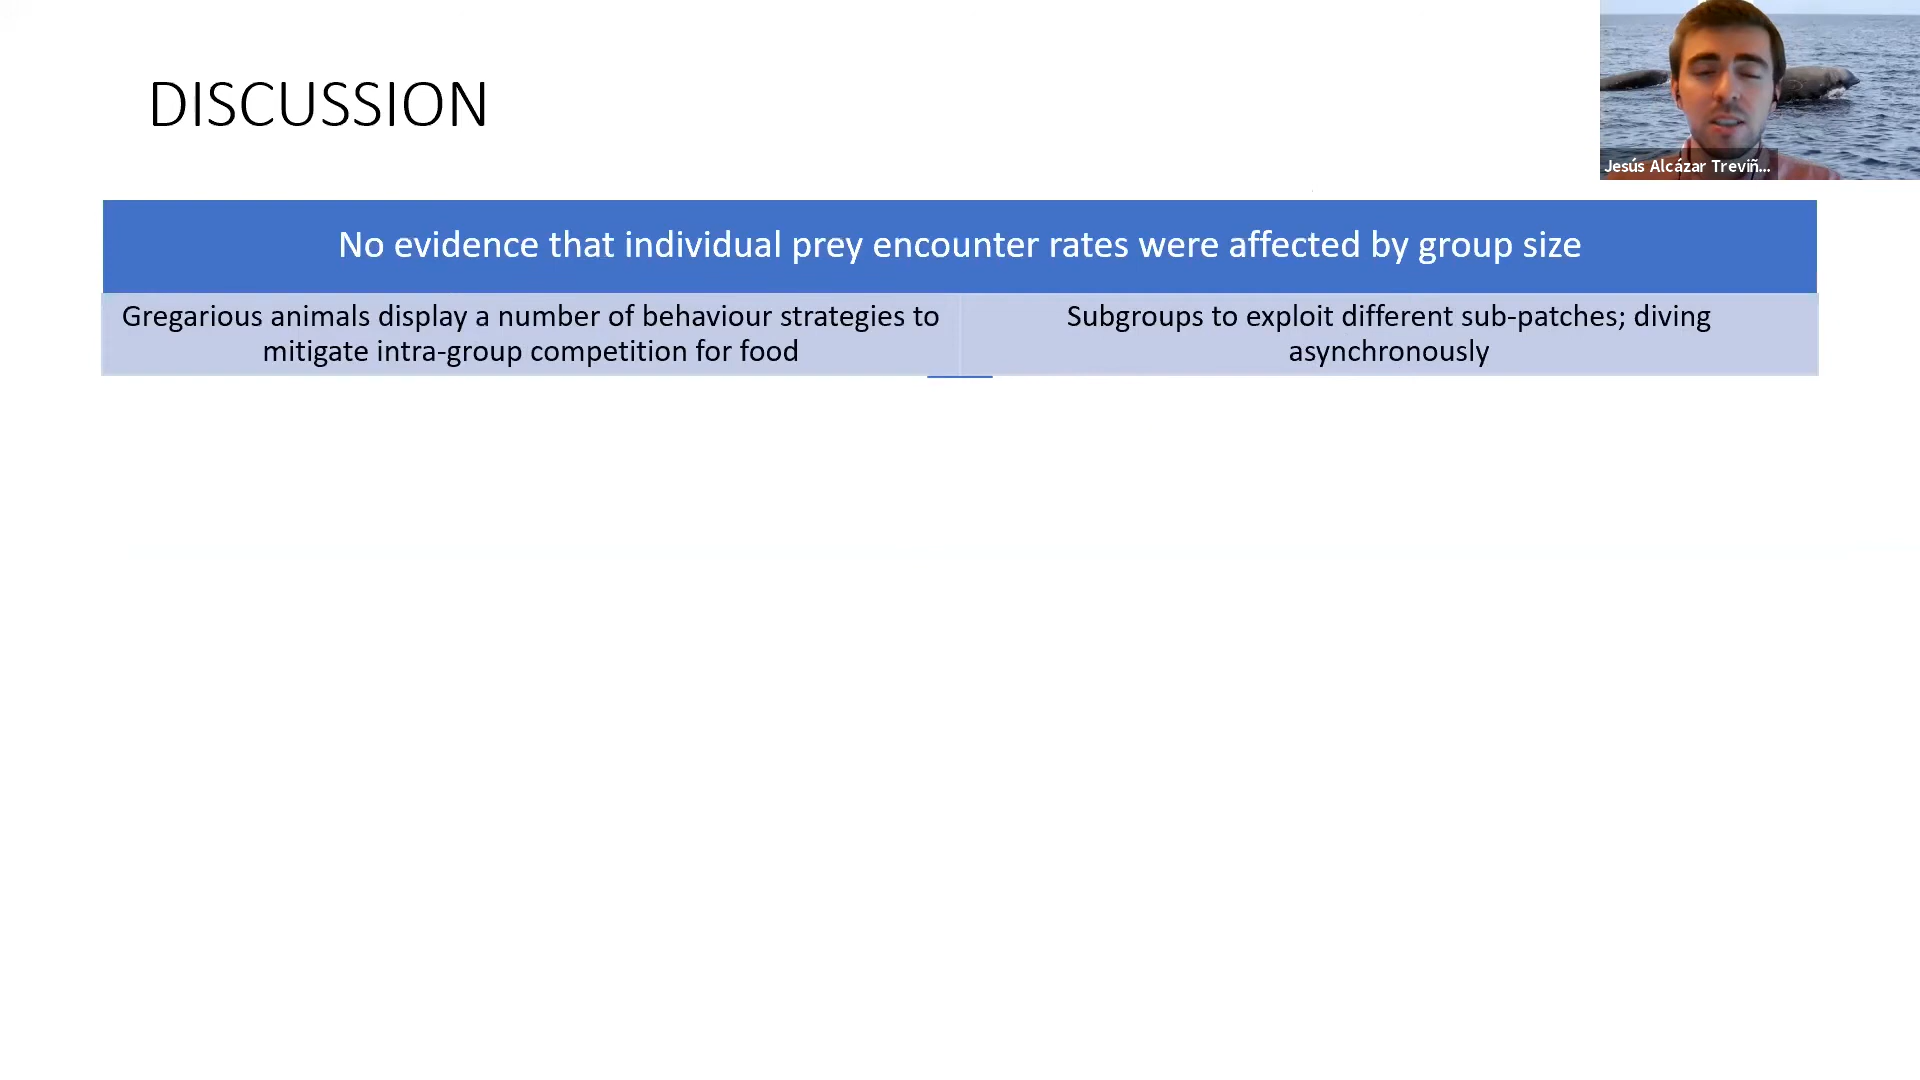 DISCUSSION
Jesús Alcázar Treviñ...
No evidence that individual prey encounter rates were affected by group size
Gregarious animals display a number of behaviour strategies to
mitigate intra-group competition for food
Subgroups to exploit different sub-patches; diving
asynchronously